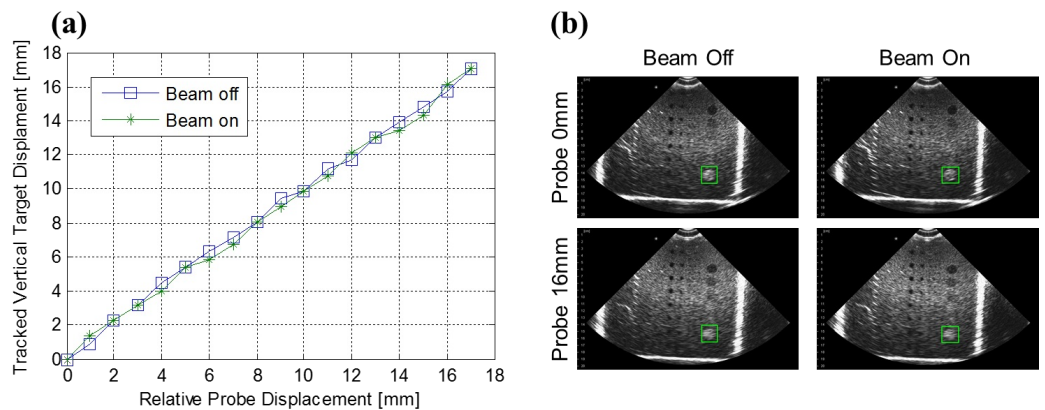 (a)
Tracked Vertical Target Displament [mm]
18
16
14
12
10
8
6
4
2
0
Beam off
Beam on
0 2 4 6 8 10 12 14 16 18
Relative Probe Displacement [mm]
(b)
Beam Off Beam On
Probe 0mm
Probe 16mm